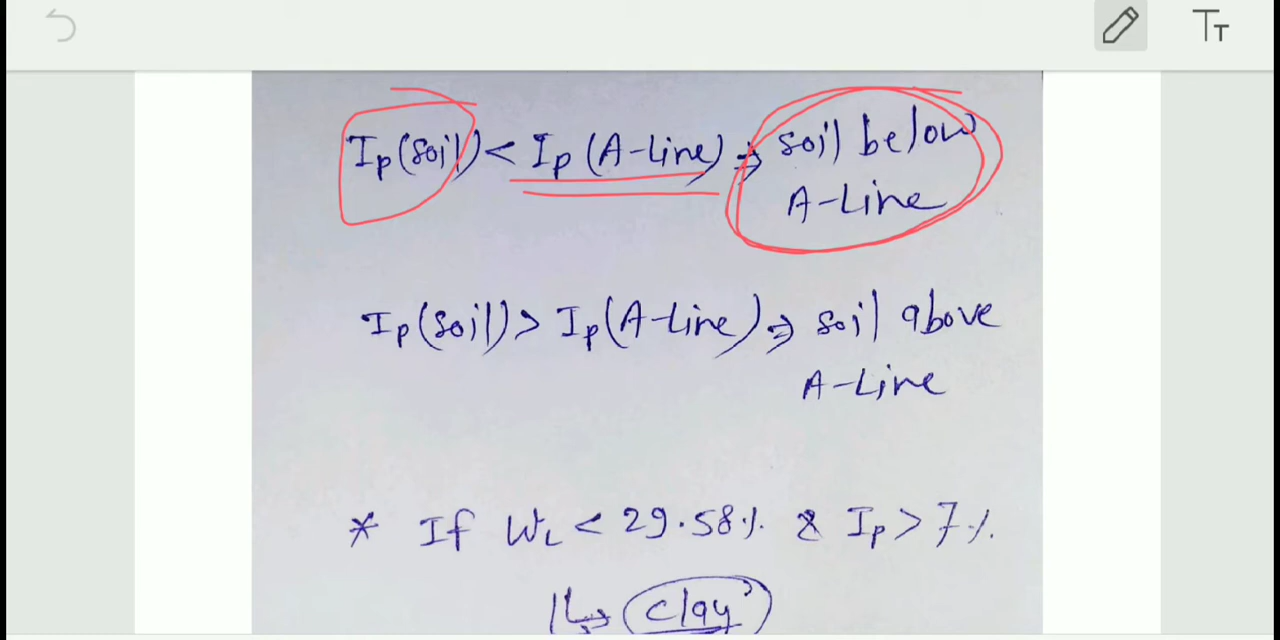 Ip(Soil) < Ip (A-Line) ⇒ soil below
A-Line
Ip(Soil) > Ip(A-Line) ⇒ soil above
A-Line
* If WL < 29.58% & Ip > 7%
↳ clay